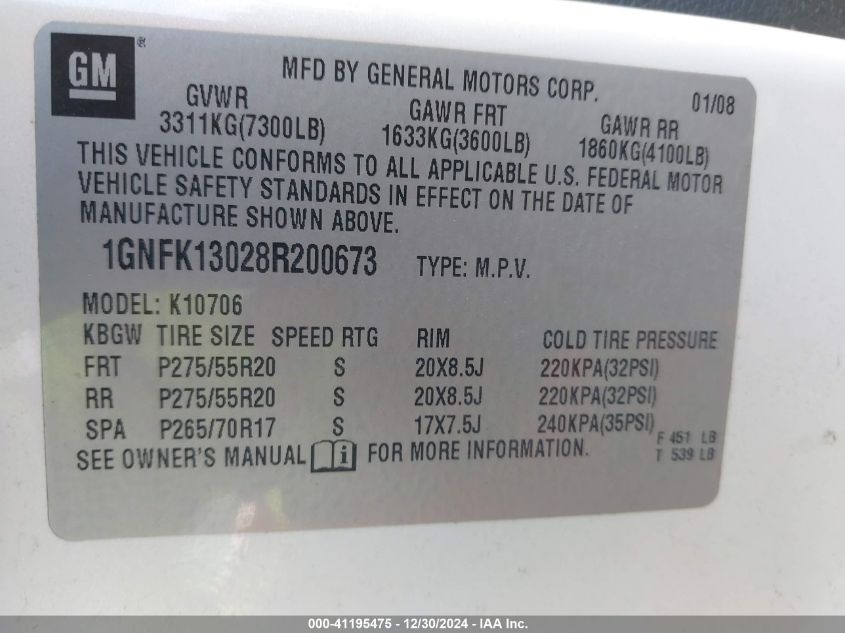 GM ®
MFD BY GENERAL MOTORS CORP. 01/08
GVWR GAWR FRT GAWR RR
3311KG(7300LB) 1633KG(3600LB) 1860KG(4100LB)
THIS VEHICLE CONFORMS TO ALL APPLICABLE U.S. FEDERAL MOTOR
VEHICLE SAFETY STANDARDS IN EFFECT ON THE DATE OF
MANUFACTURE SHOWN ABOVE.
1GNFK13028R200673 TYPE: M.P.V.
MODEL: K10706
KBGW TIRE SIZE SPEED RTG RIM COLD TIRE PRESSURE
FRT P275/55R20 S 20X8.5J 220KPA(32PSI)
RR P275/55R20 S 20X8.5J 220KPA(32PSI)
SPA P265/70R17 S 17X7.5J 240KPA(35PSI)
F 451 LB
SEE OWNER'S MANUAL i FOR MORE INFORMATION. T 539 LB
000-41195475 - 12/30/2024 - IAA Inc.